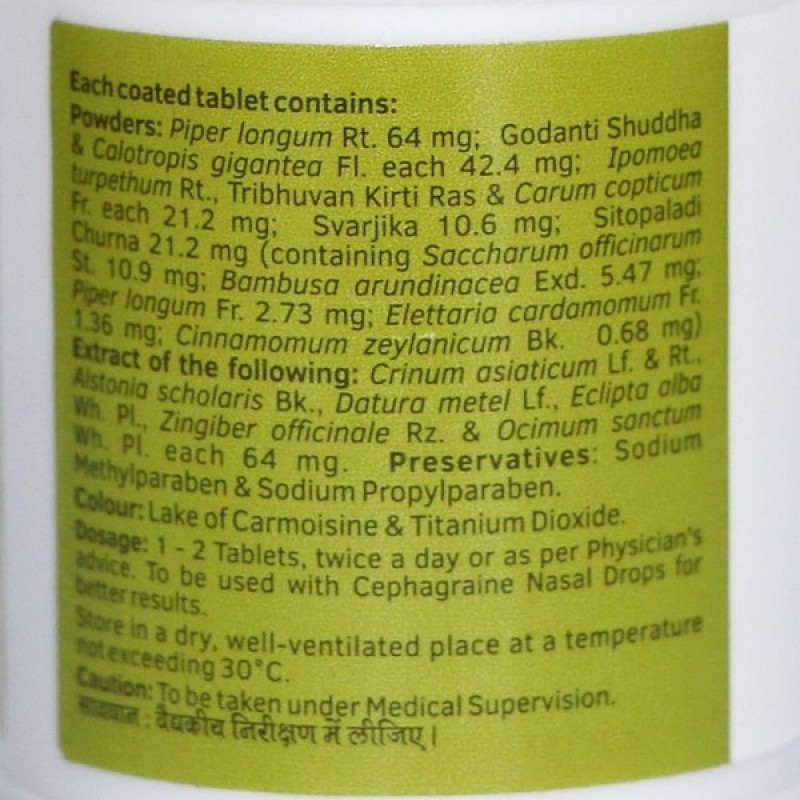 Each coated tablet contains:
Powders: Piper longum Rt. 64 mg; Godanti Shuddha
& Calotropis gigantea Fl. each 42.4 mg; Ipomoea
turpethum Rt., Tribhuvan Kirti Ras & Carum copticum
Fr. each 21.2 mg; Svarjika 10.6 mg; Sitopaladi
Churna 21.2 mg (containing Saccharum officinarum
St. 10.9 mg; Bambusa arundinacea Exd. 5.47 mg;
Piper longum Fr. 2.73 mg; Elettaria cardamomum Fr.
1.36 mg; Cinnamomum zeylanicum Bk. 0.68 mg)
Extract of the following: Crinum asiaticum Lf. & Rt.,
Alstonia scholaris Bk., Datura metel Lf., Eclipta alba
Wh. Pl., Zingiber officinale Rz. & Ocimum sanctum
Wh. Pl. each 64 mg. Preservatives: Sodium
Methylparaben & Sodium Propylparaben.
Colour: Lake of Carmoisine & Titanium Dioxide.
Dosage: 1 - 2 Tablets, twice a day or as per Physician's
advice. To be used with Cephagraine Nasal Drops for
better results.
Store in a dry, well-ventilated place at a temperature
not exceeding 30°C.
Caution: To be taken under Medical Supervision.
सावधान : वैधकीय निरीक्षण में लीजिए।